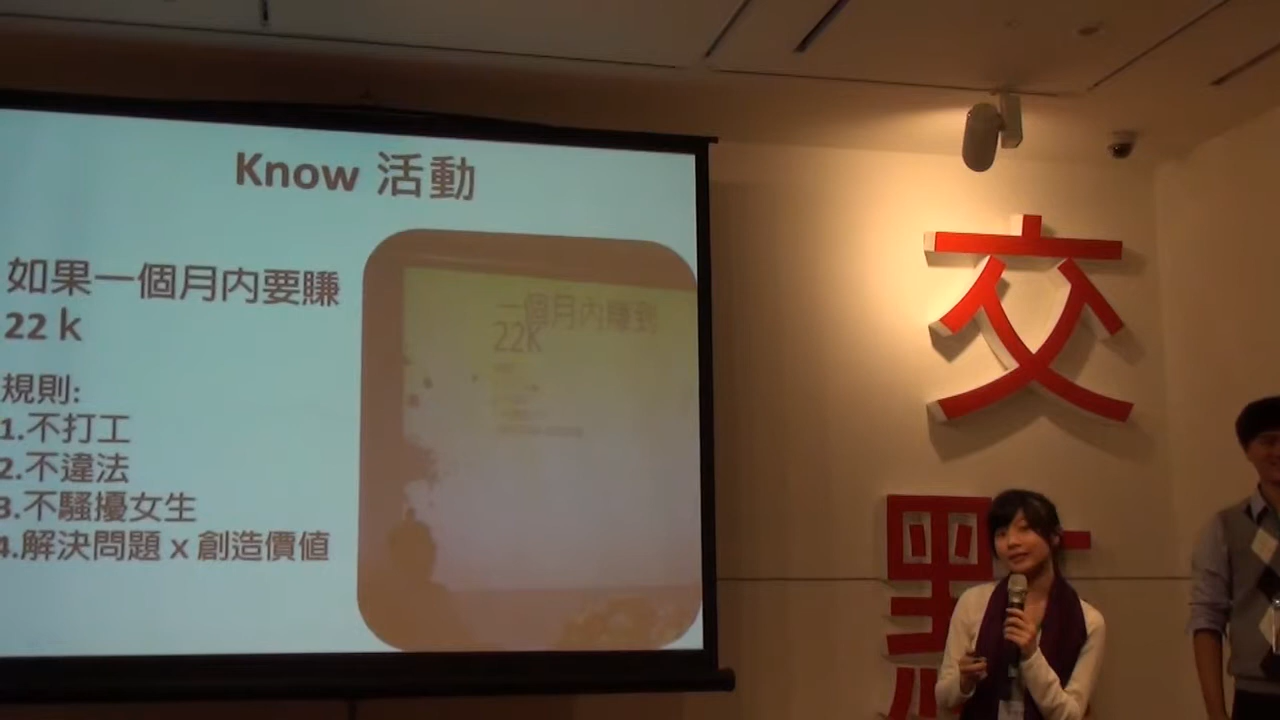 Know 活動
如果一個月內要賺
22 k
規則:
1.不打工
2.不違法
3.不騷擾女生
4.解決問題 x 創造價值
一個月內賺到
22K
交
點